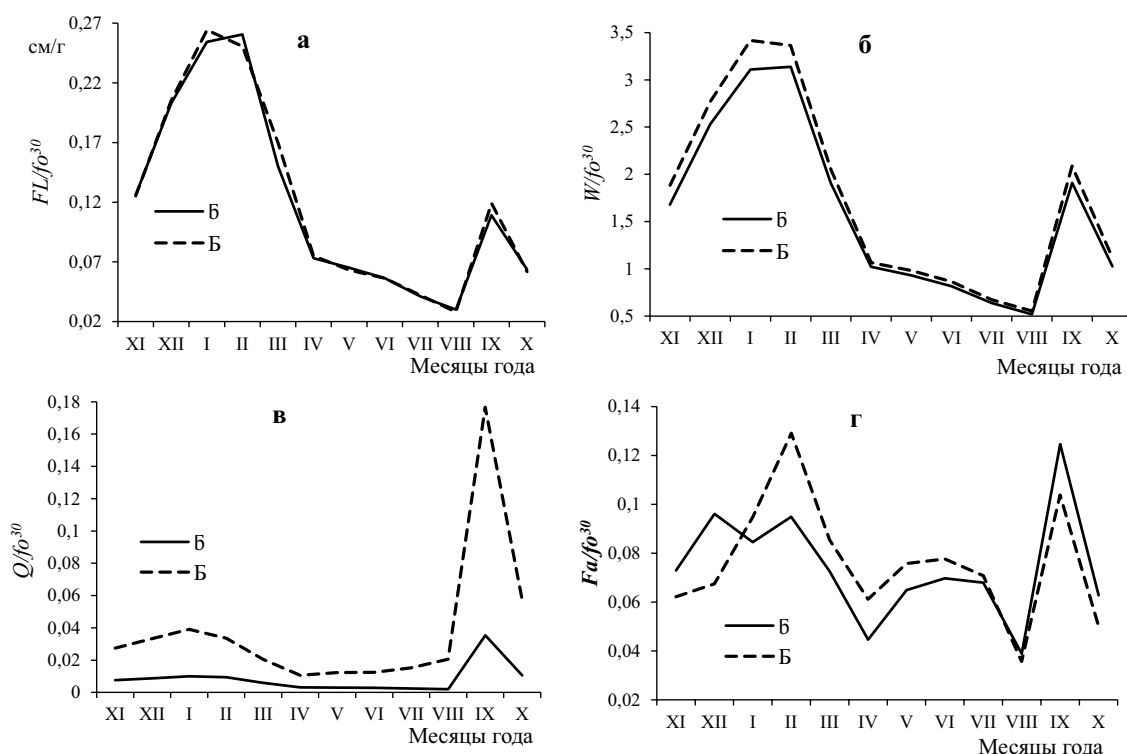 а
см/г
0,27
0,22
0,17
0,12
0,07
0,02
FL/fo³⁰
Б
Б
XI XII I II III IV V VI VII VIII IX X
Месяцы года
б
3,5
3
2,5
2
1,5
1
0,5
W/fo³⁰
Б
Б
XI XII I II III IV V VI VII VIII IX X
Месяцы года
в
0,18
0,16
0,14
0,12
0,1
0,08
0,06
0,04
0,02
0
Q/fo³⁰
Б
Б
XI XII I II III IV V VI VII VIII IX X
Месяцы года
г
0,14
0,12
0,1
0,08
0,06
0,04
0,02
Fa/fo³⁰
Б
Б
XI XII I II III IV V VI VII VIII IX X
Месяцы года